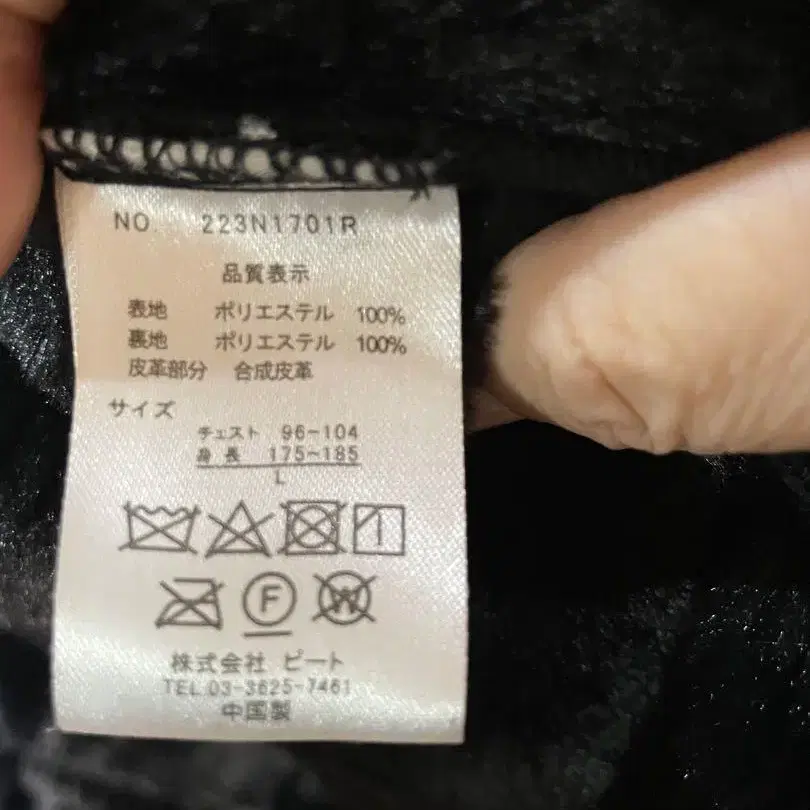 NO. 223N1701R
品質表示
表地 ポリエステル 100%
裏地 ポリエステル 100%
皮革部分 合成皮革
サイズ
チェスト 96-104
身長 175-185
L
F W
株式会社 ピート
TEL.03-3625-7461
中国製